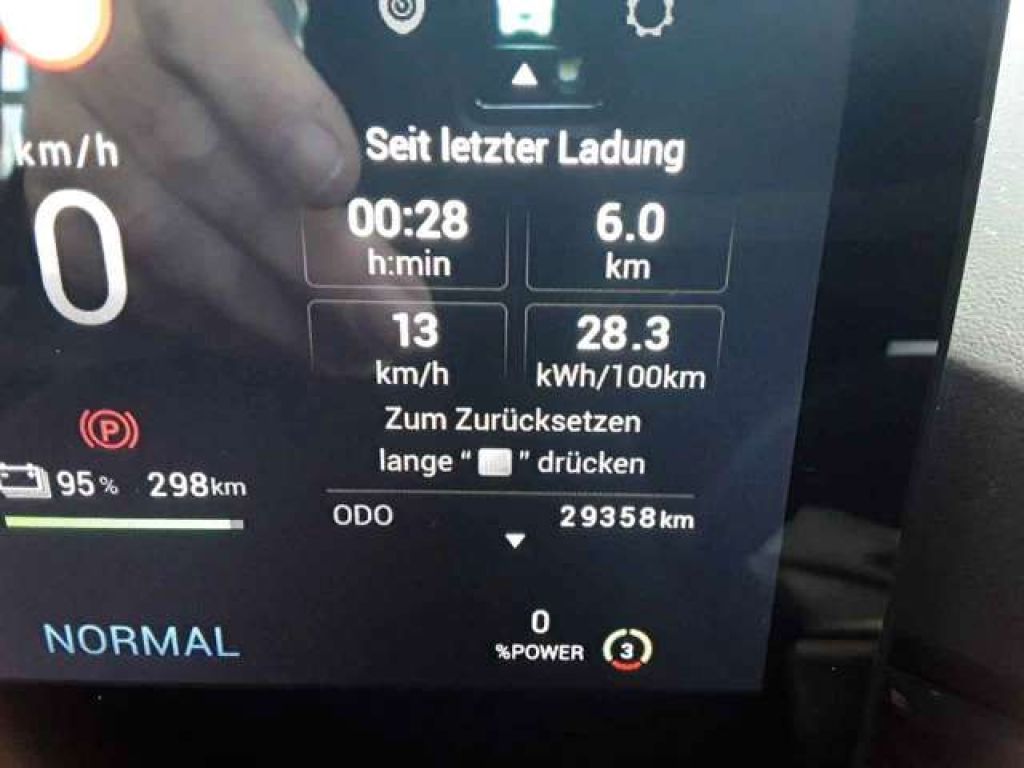 km/h
0
Seit letzter Ladung
00:28
h:min
6.0
km
13
km/h
28.3
kWh/100km
Zum Zurücksetzen
lange “ ” drücken
P
95% 298km
ODO 29358km
NORMAL
0
%POWER
3